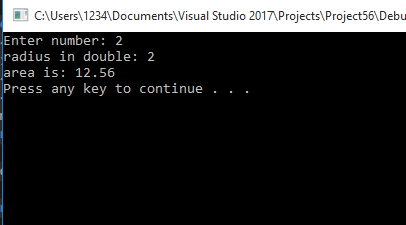 C:\Users\1234\Documents\Visual Studio 2017\Projects\Project56\Debu
Enter number: 2
radius in double: 2
area is: 12.56
Press any key to continue . . .